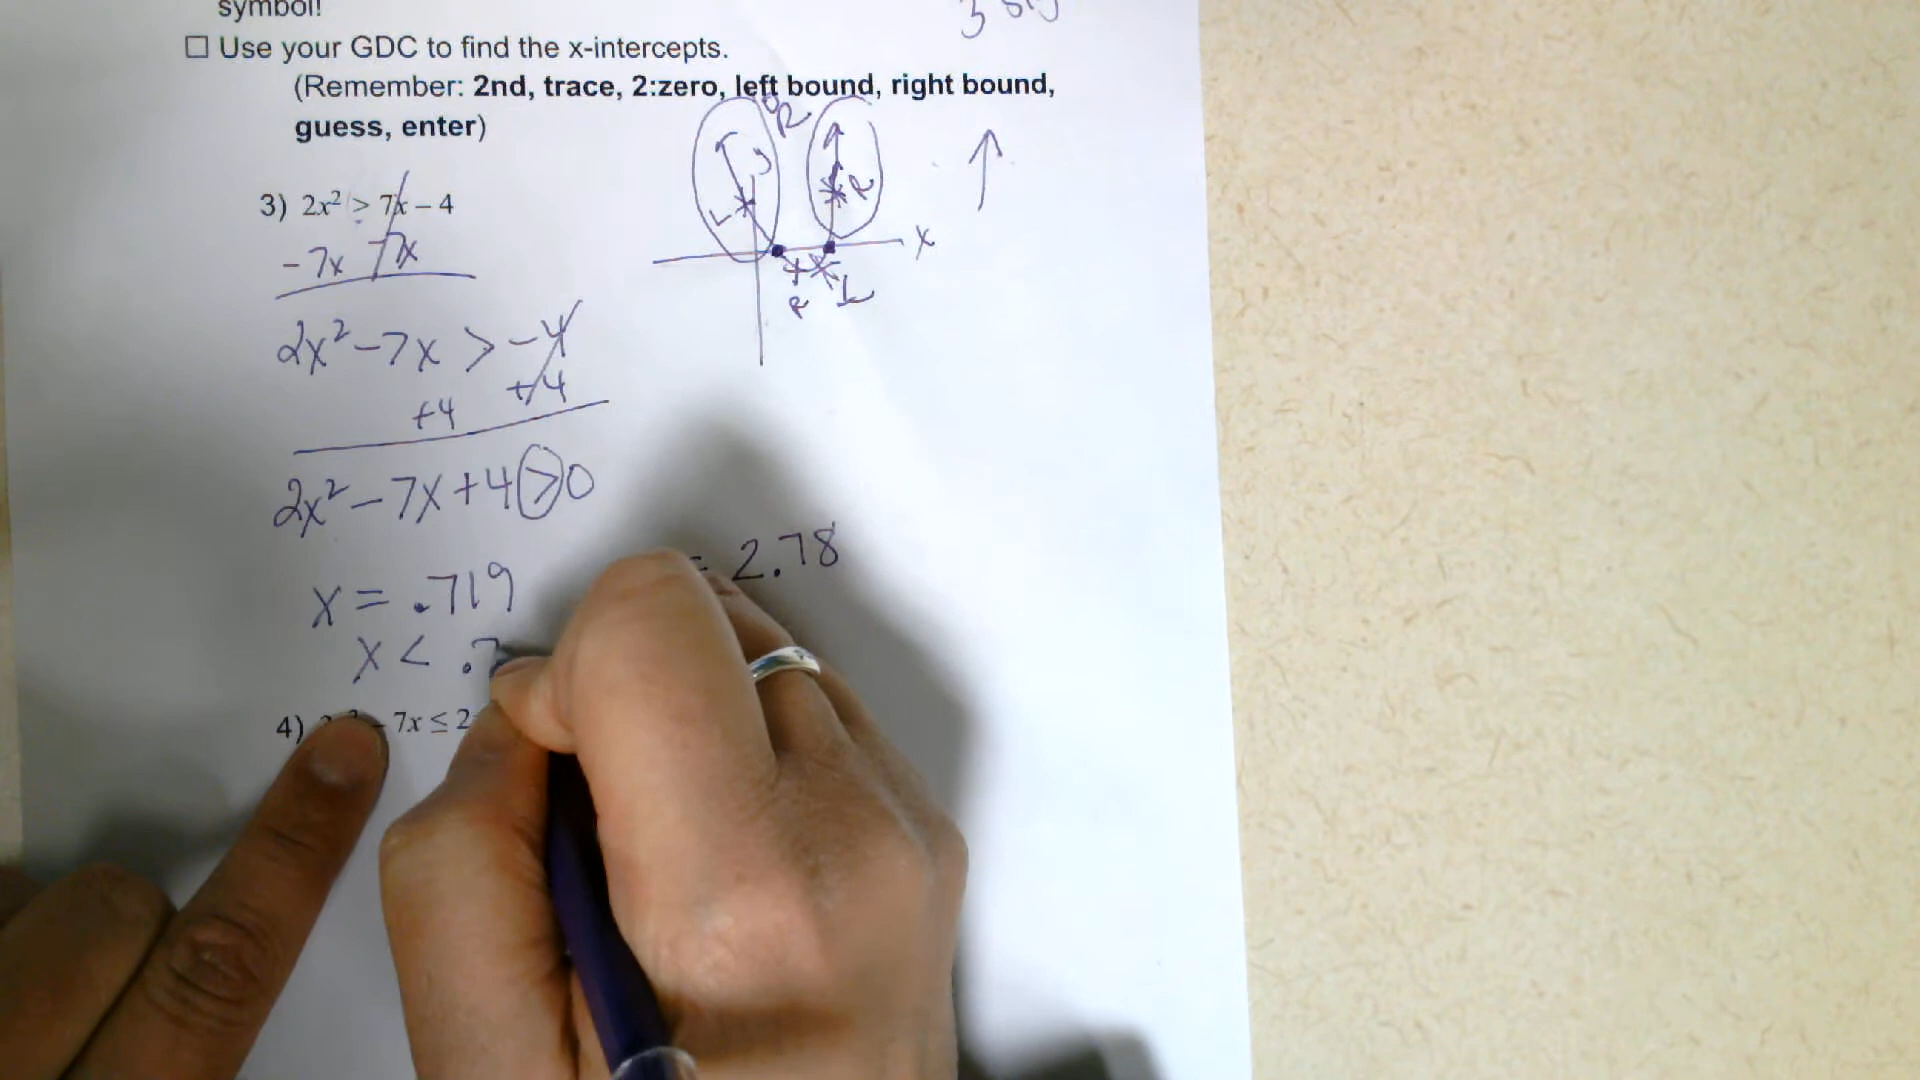 symbol!
3
☐ Use your GDC to find the x-intercepts.
(Remember: 2nd, trace, 2:zero, left bound, right bound,
guess, enter)
R
y
L
R
x
R
L
3) 2x² > 7x – 4
-7x -7x
2x²-7x > -4
+4 +4
2x²-7x+4>0
= 2.78
x = .719
x < .7
4) - 7x ≤ 2